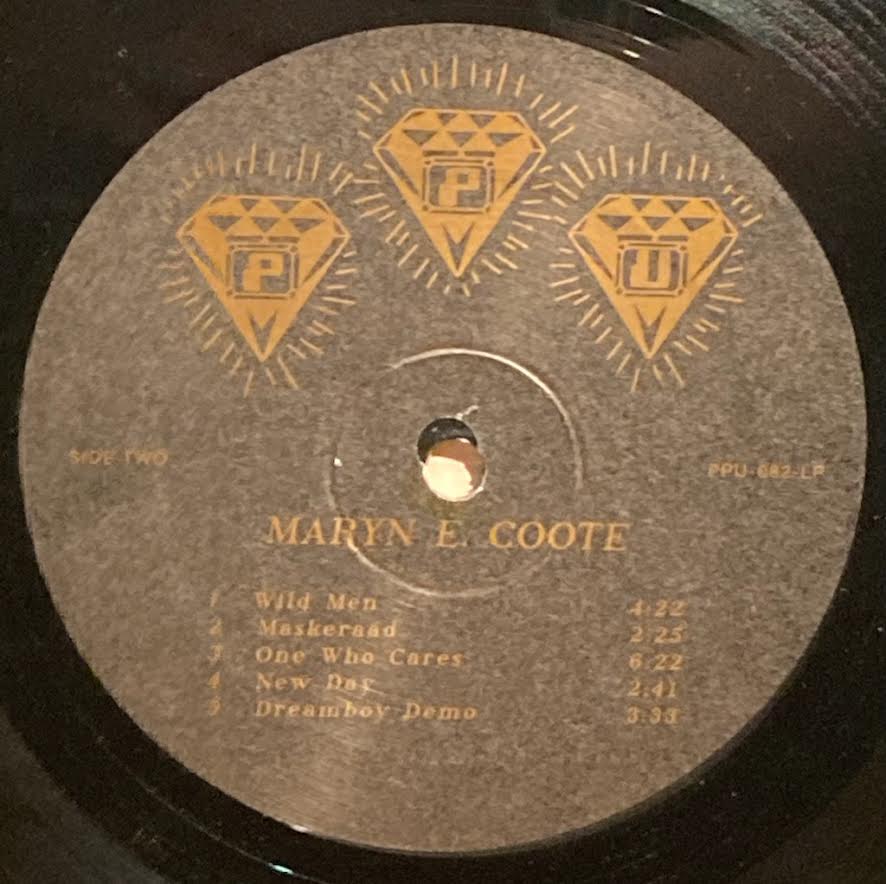 P P U
SIDE TWO
PPU-082-LP
MARYN E. COOTE
1 Wild Men 4:22
2 Maskeraad 2:25
3 One Who Cares 6:22
4 New Day 2:41
5 Dreamboy Demo 3:33